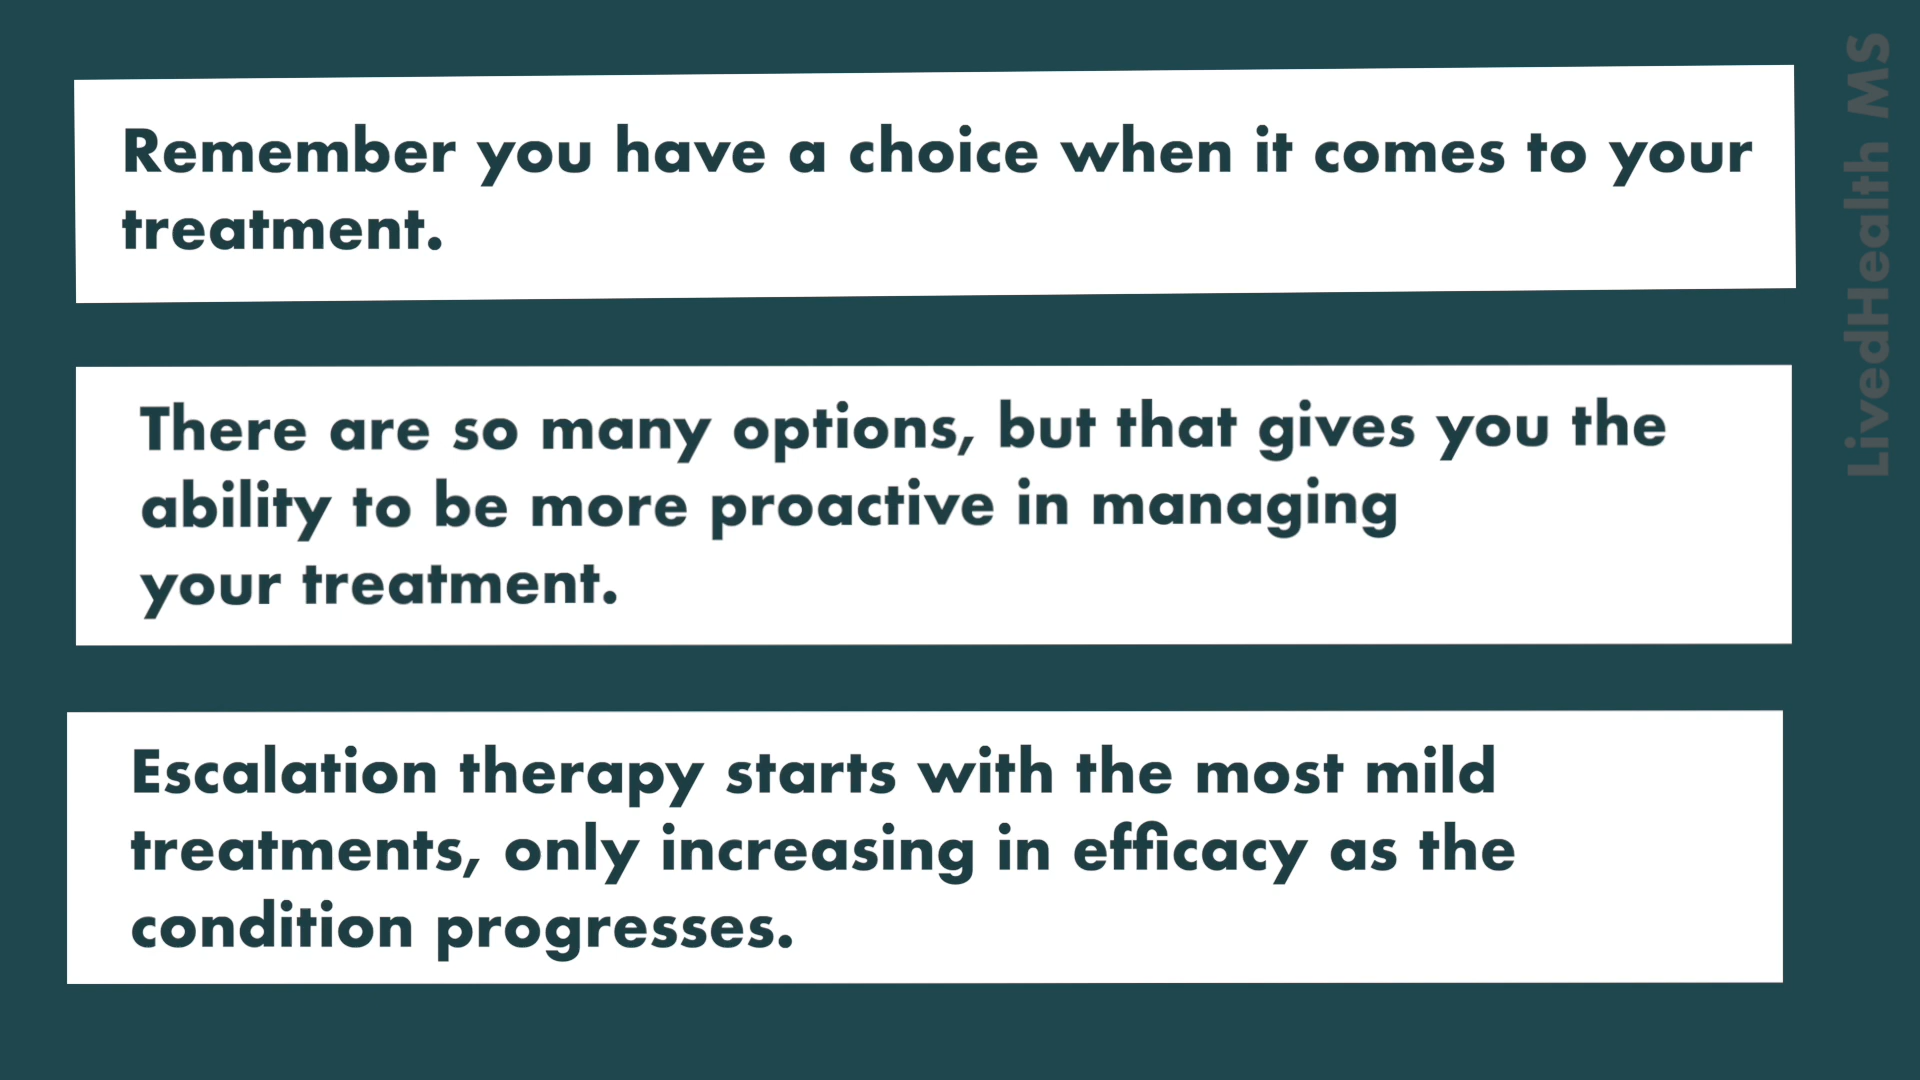 Remember you have a choice when it comes to your
treatment.
There are so many options, but that gives you the
ability to be more proactive in managing
your treatment.
Escalation therapy starts with the most mild
treatments, only increasing in efficacy as the
condition progresses.
LivedHealth MS